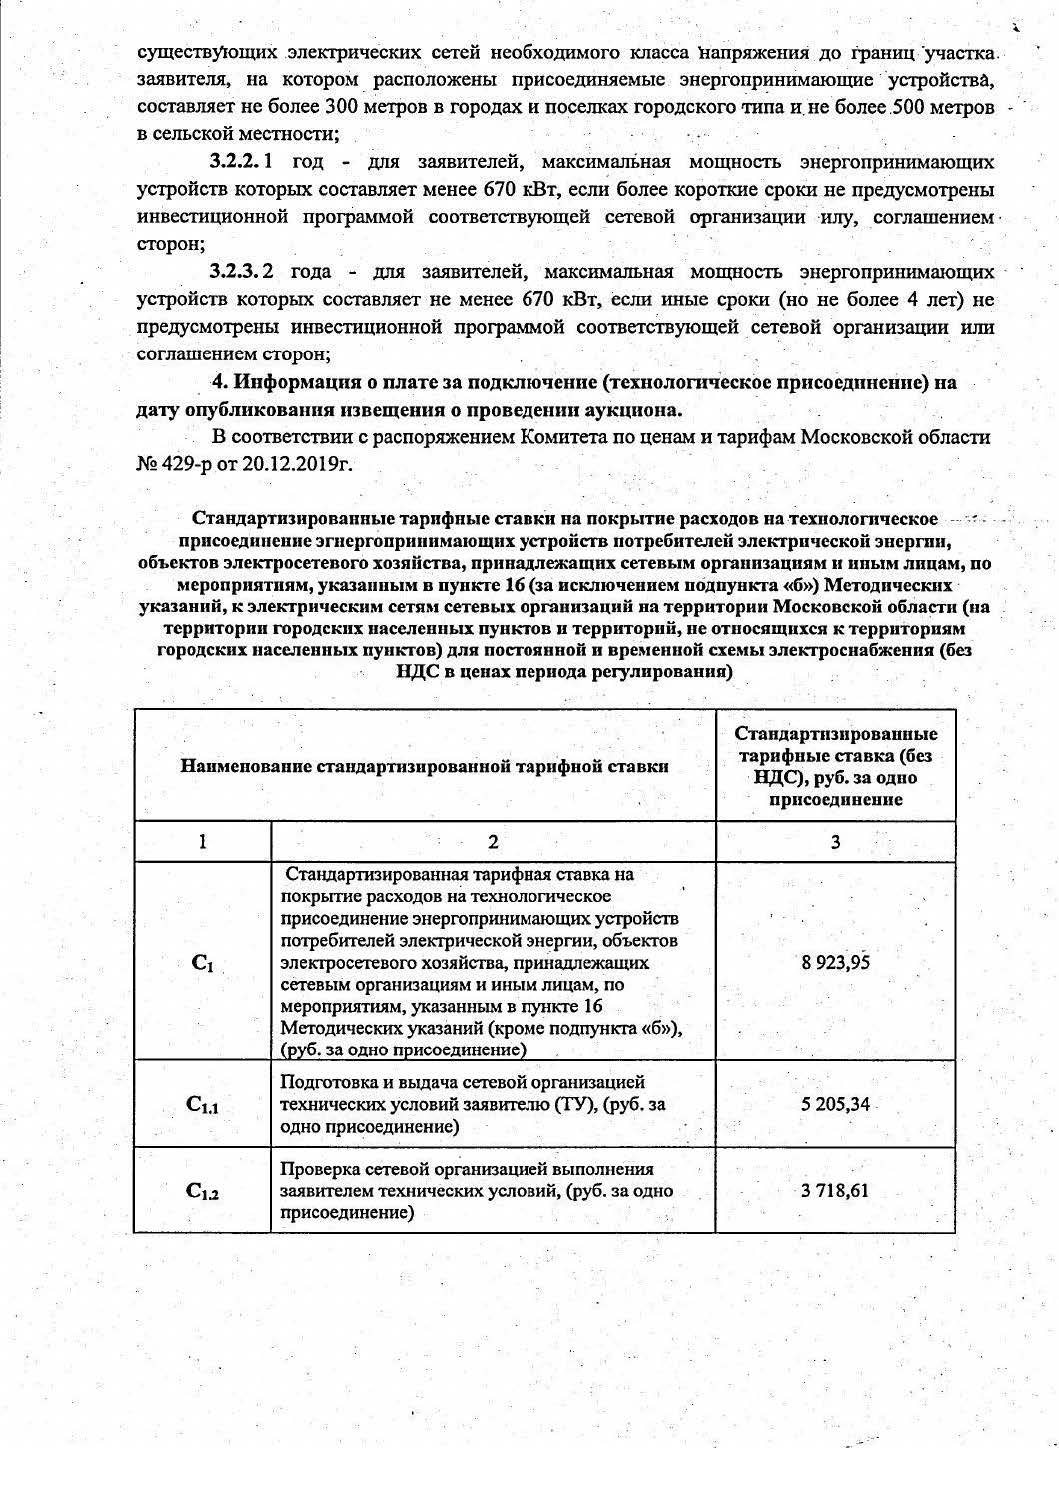 существующих электрических сетей необходимого класса напряжения до границ участка
заявителя, на котором расположены присоединяемые энергопринимающие устройства,
составляет не более 300 метров в городах и поселках городского типа и не более 500 метров
в сельской местности;
3.2.2. 1 год - для заявителей, максимальная мощность энергопринимающих
устройств которых составляет менее 670 кВт, если более короткие сроки не предусмотрены
инвестиционной программой соответствующей сетевой организации илу, соглашением
сторон;
3.2.3. 2 года - для заявителей, максимальная мощность энергопринимающих
устройств которых составляет не менее 670 кВт, если иные сроки (но не более 4 лет) не
предусмотрены инвестиционной программой соответствующей сетевой организации или
соглашением сторон;
4. Информация о плате за подключение (технологическое присоединение) на
дату опубликования извещения о проведении аукциона.
В соответствии с распоряжением Комитета по ценам и тарифам Московской области
№ 429-р от 20.12.2019г.
Стандартизированные тарифные ставки на покрытие расходов на технологическое
присоединение эгнергопринимающих устройств потребителей электрической энергии,
объектов электросетевого хозяйства, принадлежащих сетевым организациям и иным лицам, по
мероприятиям, указанным в пункте 16 (за исключением подпункта «б») Методических
указаний, к электрическим сетям сетевых организаций на территории Московской области (на
территории городских населенных пунктов и территорий, не относящихся к территориям
городских населенных пунктов) для постоянной и временной схемы электроснабжения (без
НДС в ценах периода регулирования)
Наименование стандартизированной тарифной ставки
Стандартизированные
тарифные ставка (без
НДС), руб. за одно
присоединение
1 2 3
C1
Стандартизированная тарифная ставка на
покрытие расходов на технологическое
присоединение энергопринимающих устройств
потребителей электрической энергии, объектов
электросетевого хозяйства, принадлежащих
сетевым организациям и иным лицам, по
мероприятиям, указанным в пункте 16
Методических указаний (кроме подпункта «б»),
(руб. за одно присоединение)
8 923,95
C1.1
Подготовка и выдача сетевой организацией
технических условий заявителю (ТУ), (руб. за
одно присоединение)
5 205,34
C1.2
Проверка сетевой организацией выполнения
заявителем технических условий, (руб. за одно
присоединение)
3 718,61